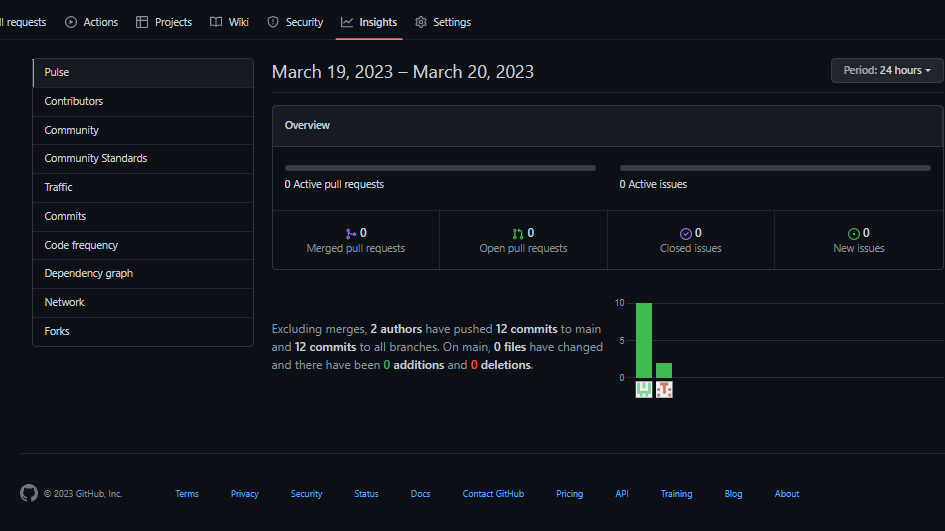 ll requests Actions Projects Wiki Security Insights Settings
Pulse
Contributors
Community
Community Standards
Traffic
Commits
Code frequency
Dependency graph
Network
Forks
March 19, 2023 – March 20, 2023
Period: 24 hours
Overview
0 Active pull requests
0 Active issues
0
Merged pull requests
0
Open pull requests
0
Closed issues
0
New issues
Excluding merges, 2 authors have pushed 12 commits to main
and 12 commits to all branches. On main, 0 files have changed
and there have been 0 additions and 0 deletions.
10
5
0
© 2023 GitHub, Inc. Terms Privacy Security Status Docs Contact GitHub Pricing API Training Blog About